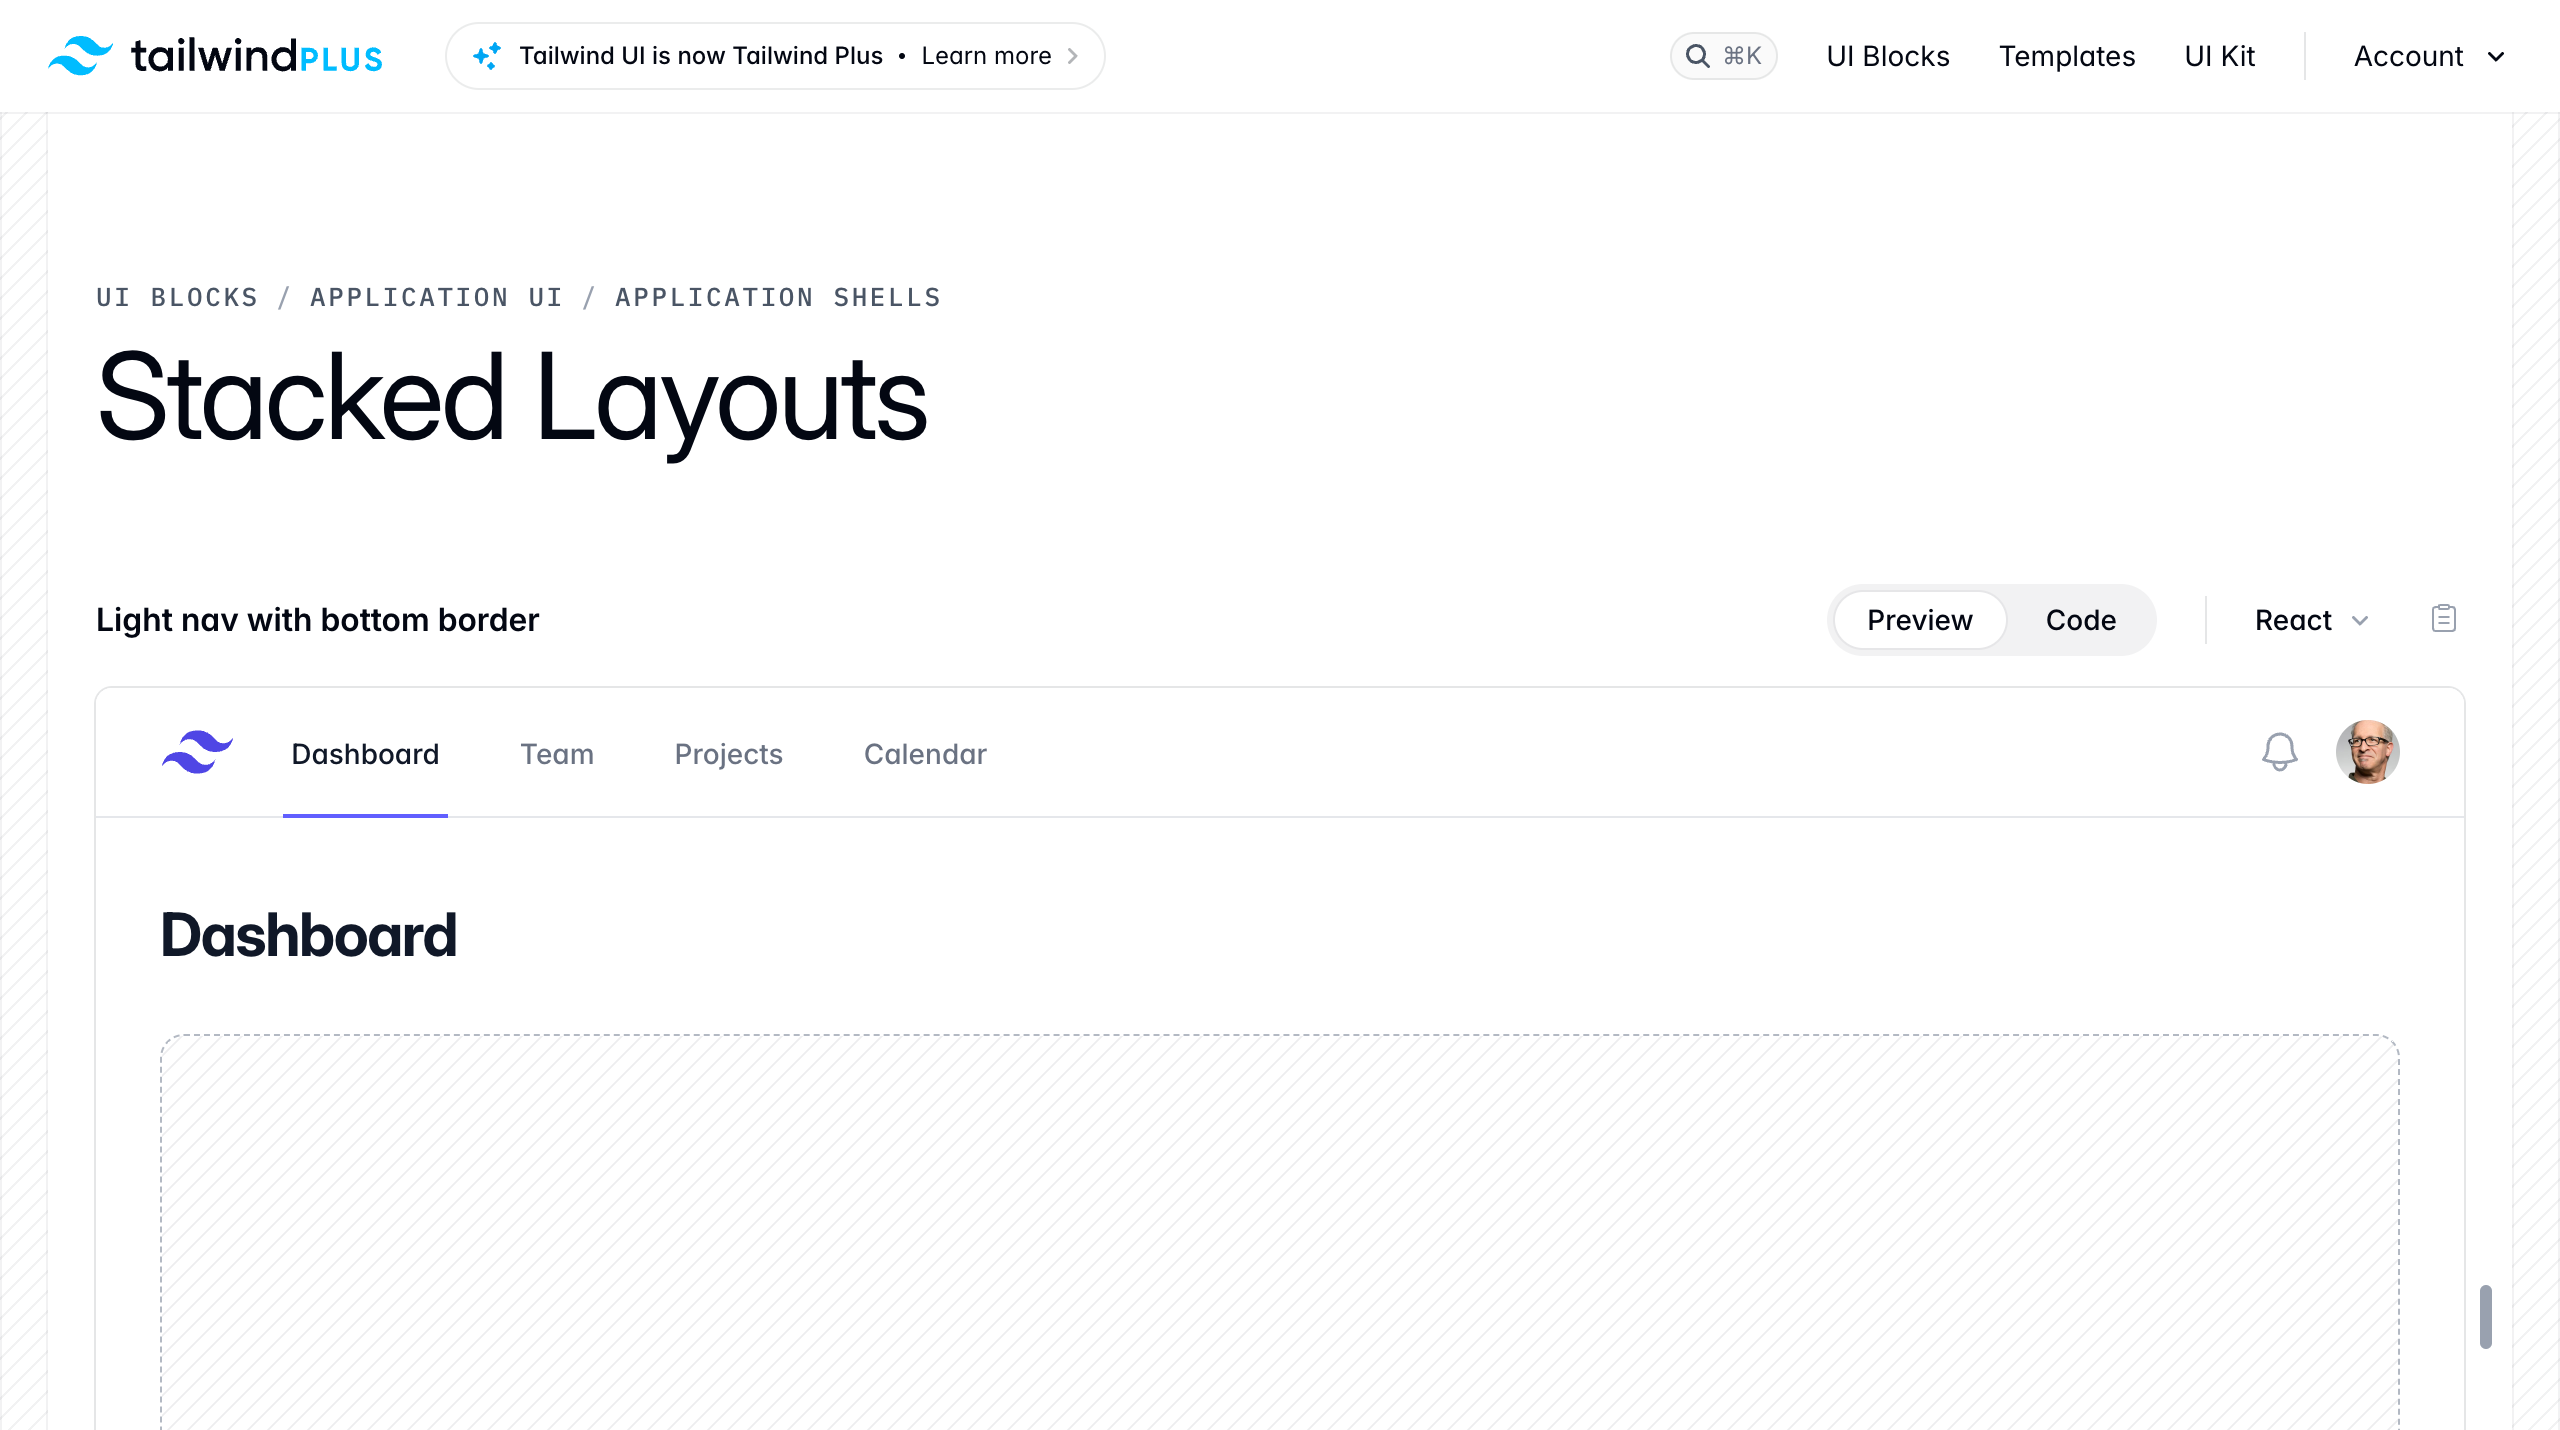 tailwindPLUS
Tailwind UI is now Tailwind Plus • Learn more
⌘K
UI Blocks
Templates
UI Kit
Account
UI BLOCKS / APPLICATION UI / APPLICATION SHELLS
Stacked Layouts
Light nav with bottom border
Preview
Code
React
Dashboard
Team
Projects
Calendar
Dashboard